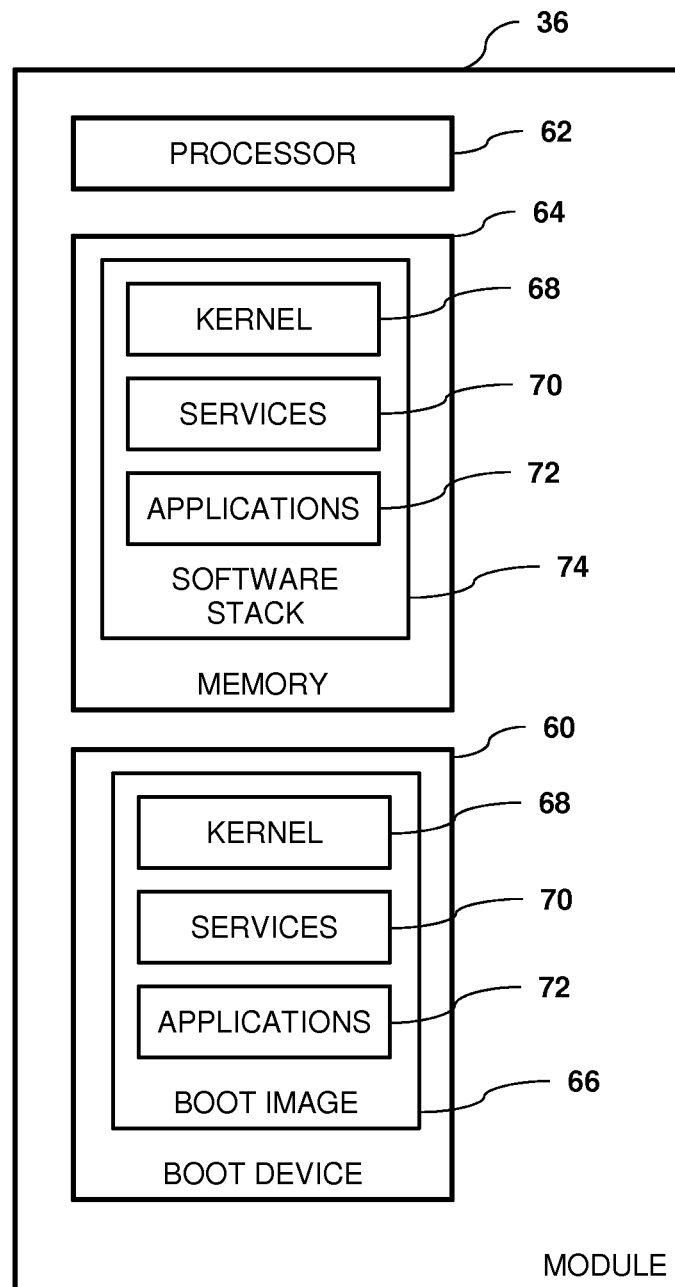 36
PROCESSOR
62
64
KERNEL
68
SERVICES
70
APPLICATIONS
72
SOFTWARE
STACK
74
MEMORY
60
KERNEL
68
SERVICES
70
APPLICATIONS
72
BOOT IMAGE
66
BOOT DEVICE
MODULE